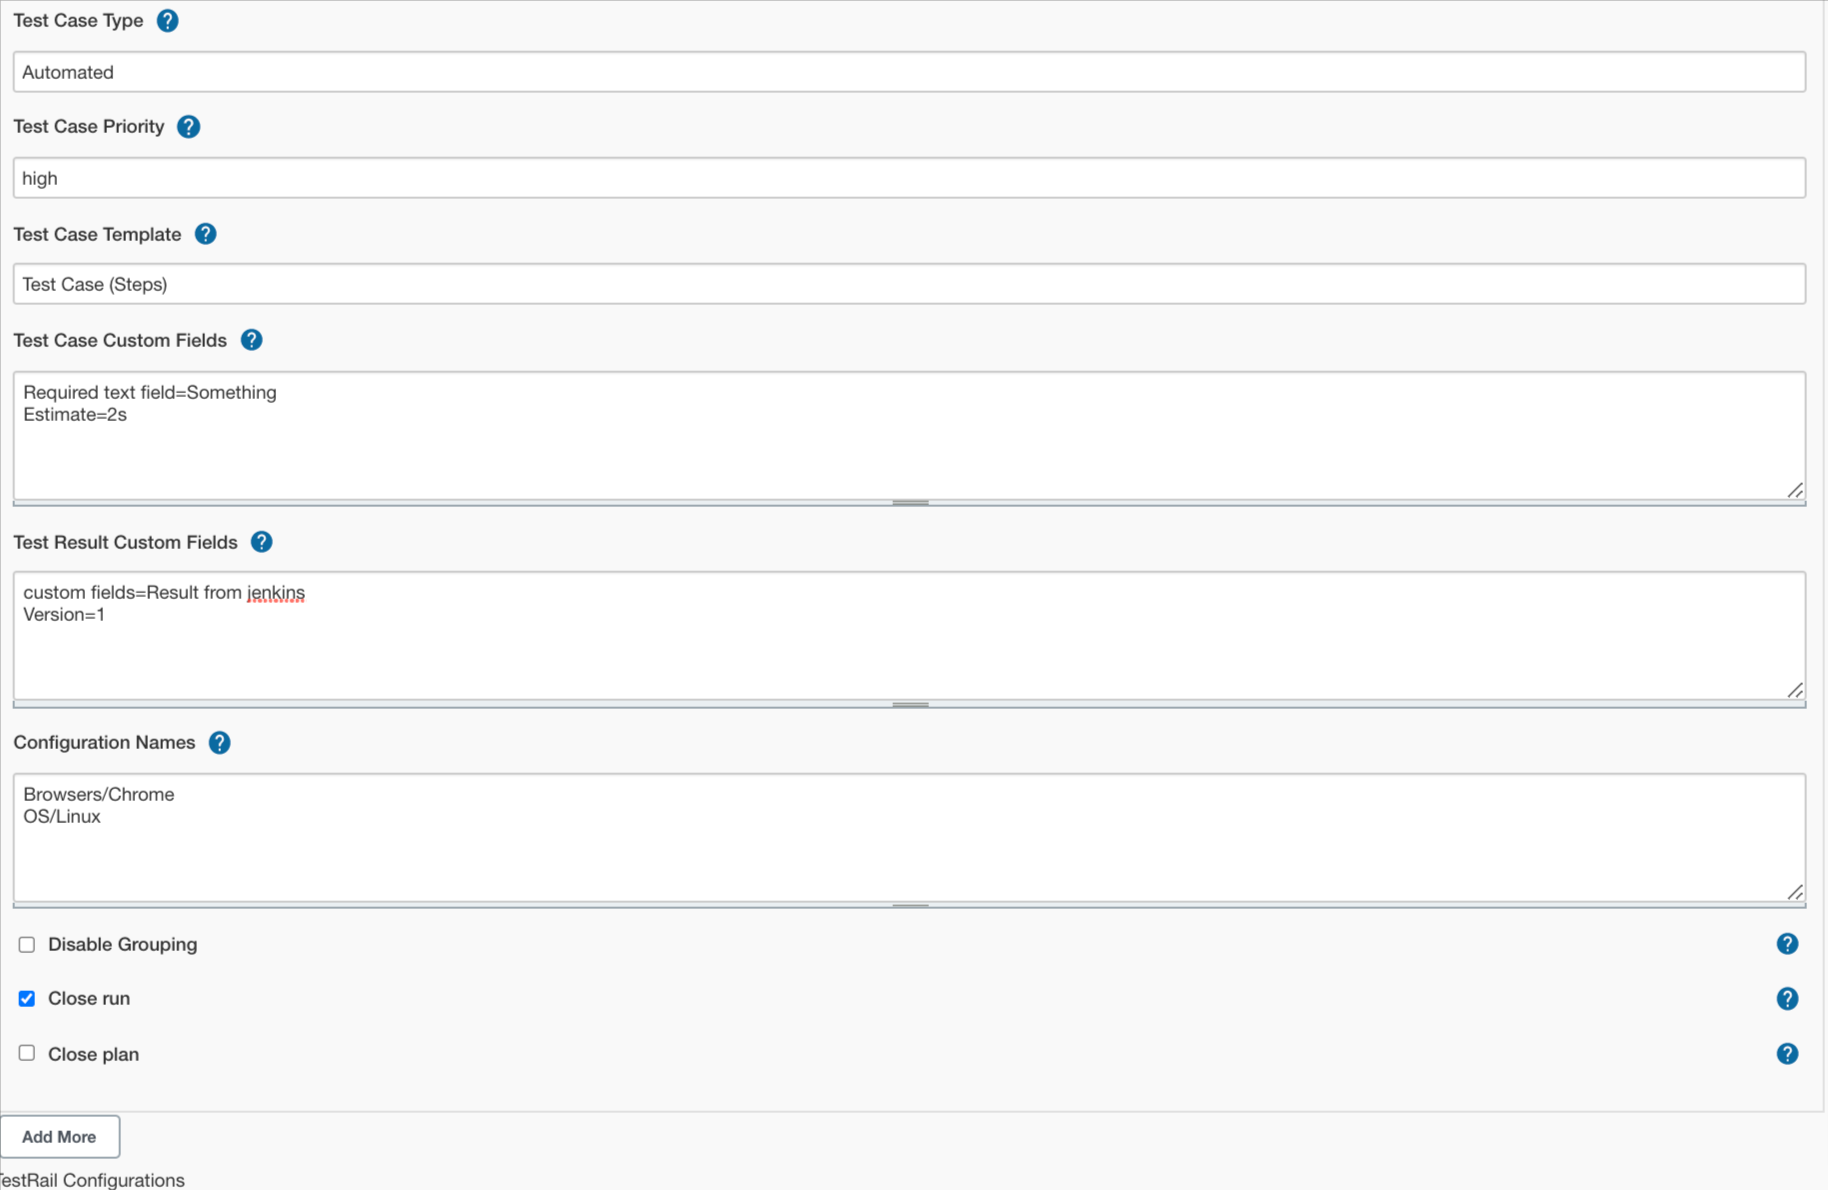 Test Case Type ?
Automated
Test Case Priority ?
high
Test Case Template ?
Test Case (Steps)
Test Case Custom Fields ?
Required text field=Something
Estimate=2s
Test Result Custom Fields ?
custom fields=Result from jenkins
Version=1
Configuration Names ?
Browsers/Chrome
OS/Linux
Disable Grouping ?
Close run ?
Close plan ?
Add More
TestRail Configurations